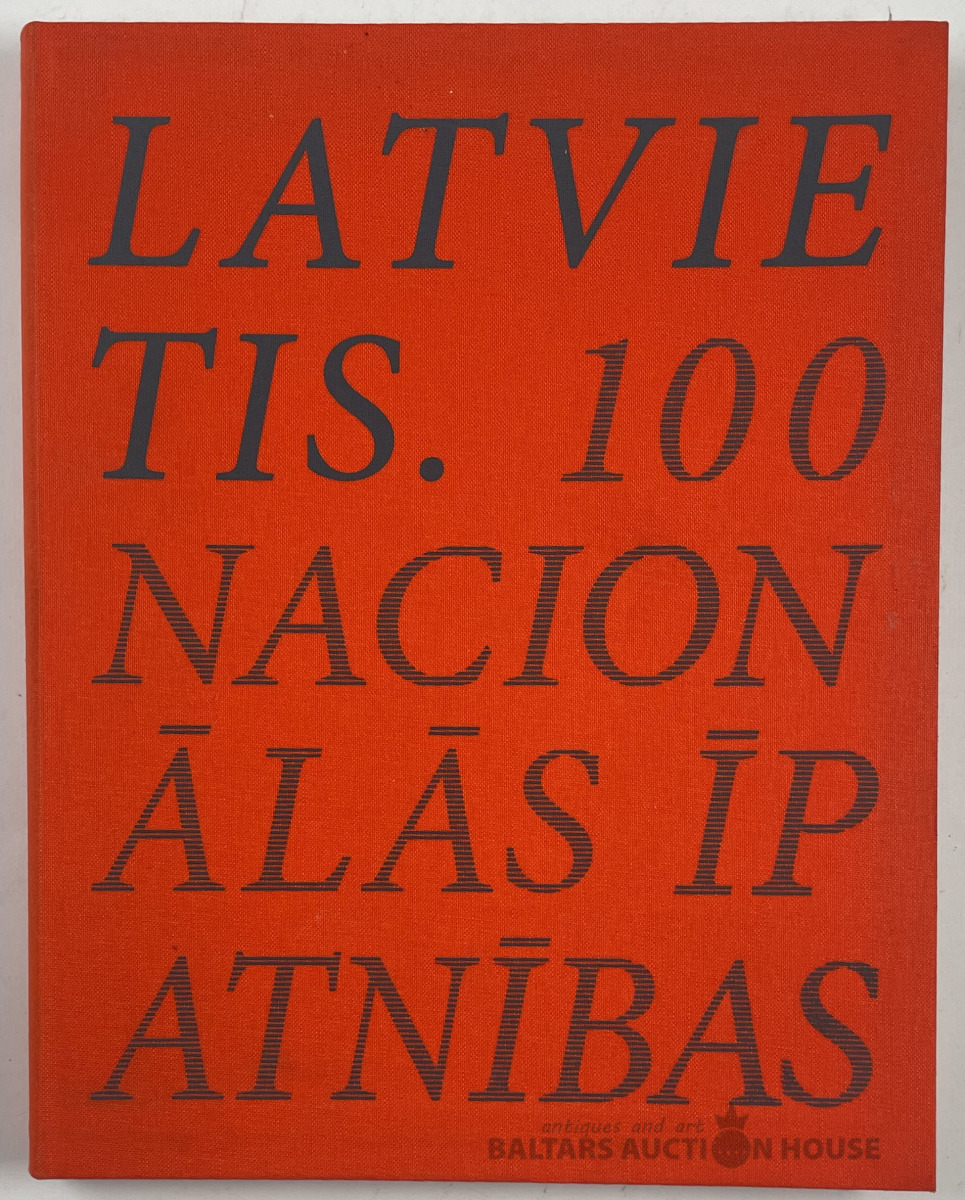 LATVIE
TIS. 100
NACION
ĀLĀS ĪP
ATNĪBAS
antiques and art
BALTARS AUCTION HOUSE